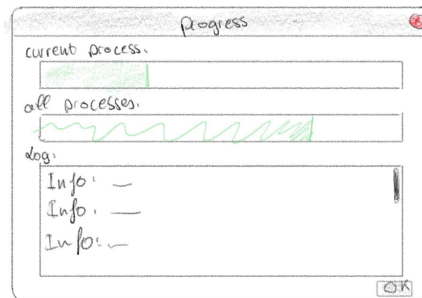 Progress
current process.
all processes.
Log:
Info: —
Info. —
Info: —
OK